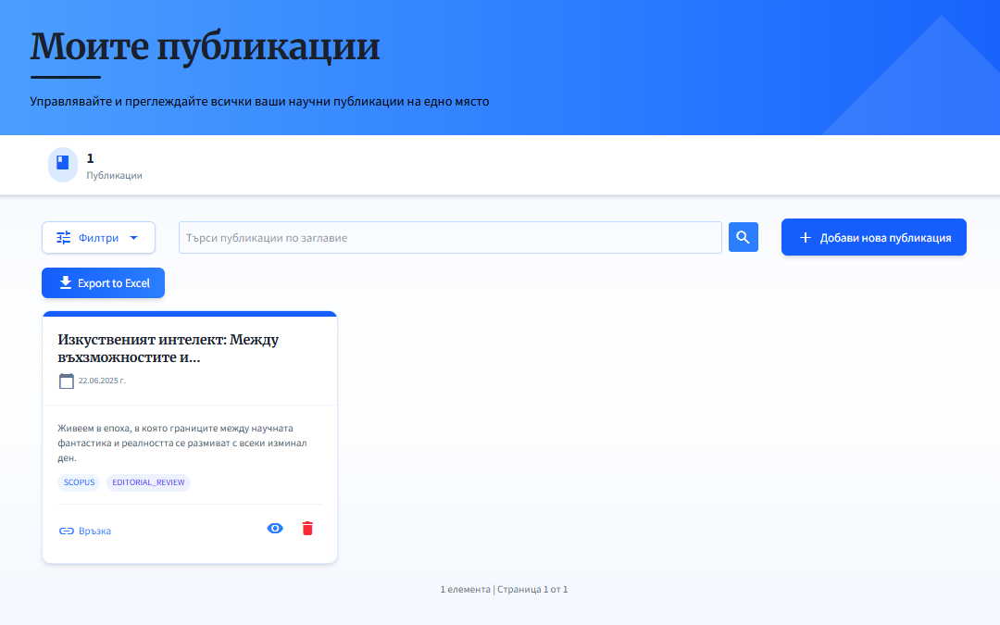 Моите публикации
Управлявайте и преглеждайте всички ваши научни публикации на едно място
1
Публикации
Филтри
Търси публикации по заглавие
Добави нова публикация
Export to Excel
Изкуственият интелект: Между
въхзможностите и...
22.06.2025 г.
Живеем в епоха, в която границите между научната
фантастика и реалността се размиват с всеки изминал
ден.
SCOPUS EDITORIAL_REVIEW
Връзка
1 елемента | Страница 1 от 1